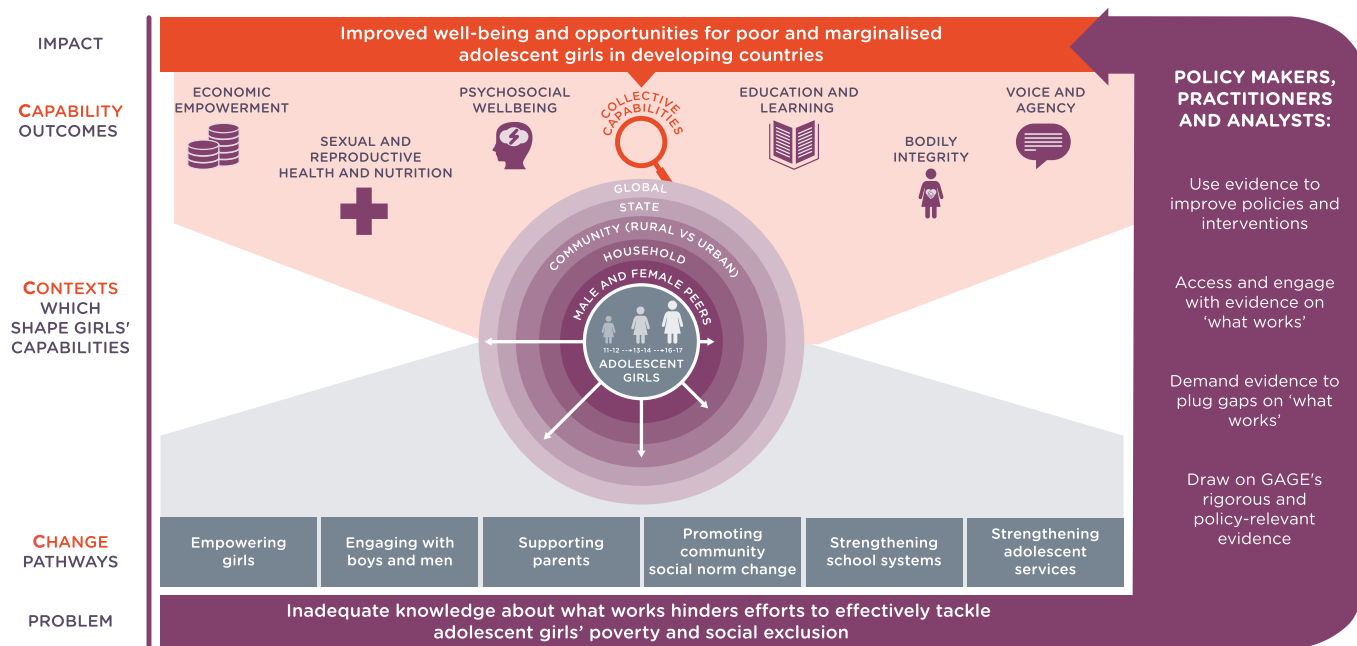 IMPACT
Improved well-being and opportunities for poor and marginalised
adolescent girls in developing countries
CAPABILITY
OUTCOMES
ECONOMIC
EMPOWERMENT
SEXUAL AND
REPRODUCTIVE
HEALTH AND NUTRITION
PSYCHOSOCIAL
WELLBEING
COLLECTIVE
CAPABILITIES
EDUCATION AND
LEARNING
BODILY
INTEGRITY
VOICE AND
AGENCY
CONTEXTS
WHICH
SHAPE GIRLS'
CAPABILITIES
GLOBAL
STATE
COMMUNITY (RURAL VS URBAN)
HOUSEHOLD
MALE AND FEMALE PEERS
11-12 --→13-14 --→16-17
ADOLESCENT
GIRLS
CHANGE
PATHWAYS
Empowering
girls
Engaging with
boys and men
Supporting
parents
Promoting
community
social norm change
Strengthening
school systems
Strengthening
adolescent
services
PROBLEM
Inadequate knowledge about what works hinders efforts to effectively tackle
adolescent girls’ poverty and social exclusion
POLICY MAKERS,
PRACTITIONERS
AND ANALYSTS:
Use evidence to
improve policies and
interventions
Access and engage
with evidence on
‘what works’
Demand evidence to
plug gaps on ‘what
works’
Draw on GAGE's
rigorous and
policy-relevant
evidence